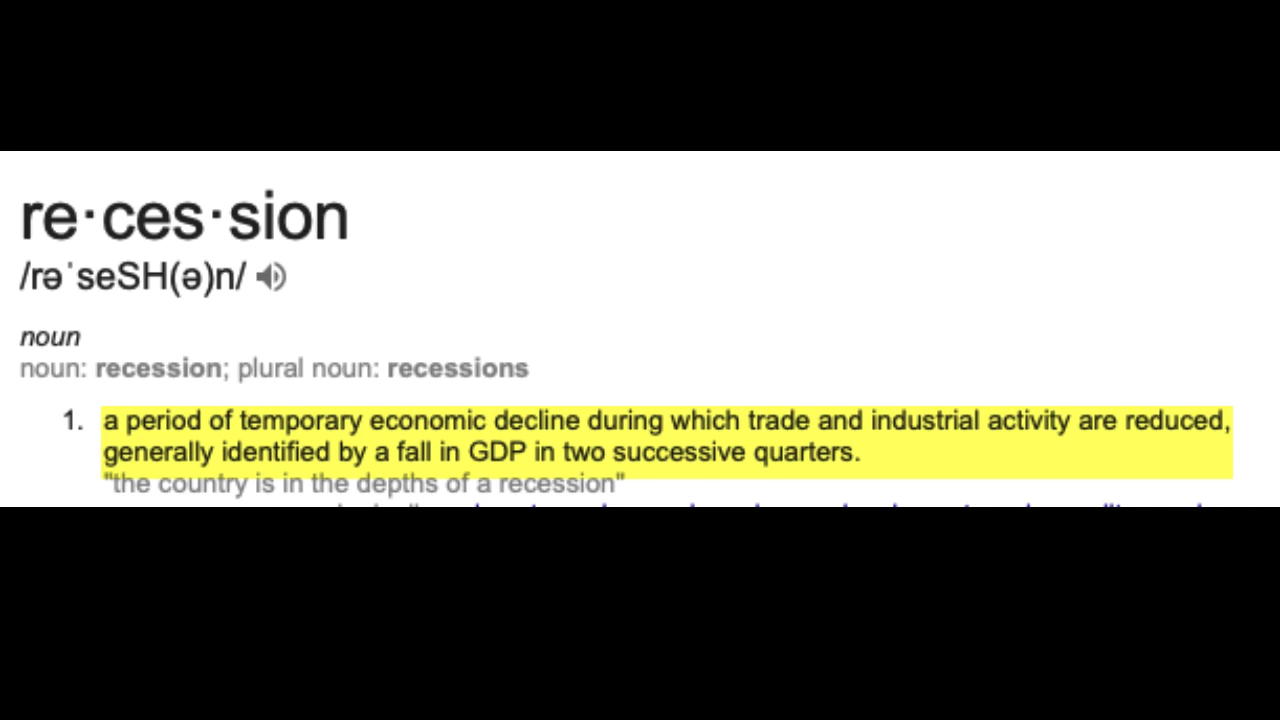 re·ces·sion
/rəˈseSH(ə)n/
noun
noun: recession; plural noun: recessions
1. a period of temporary economic decline during which trade and industrial activity are reduced,
generally identified by a fall in GDP in two successive quarters.
"the country is in the depths of a recession"